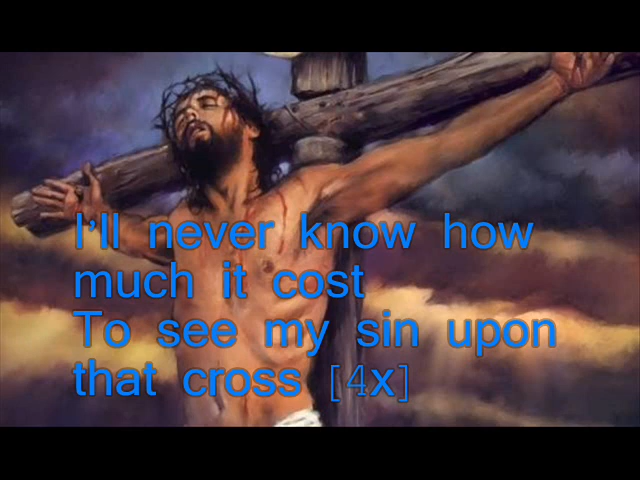 I'll never know how
much it cost
To see my sin upon
that cross [4x]